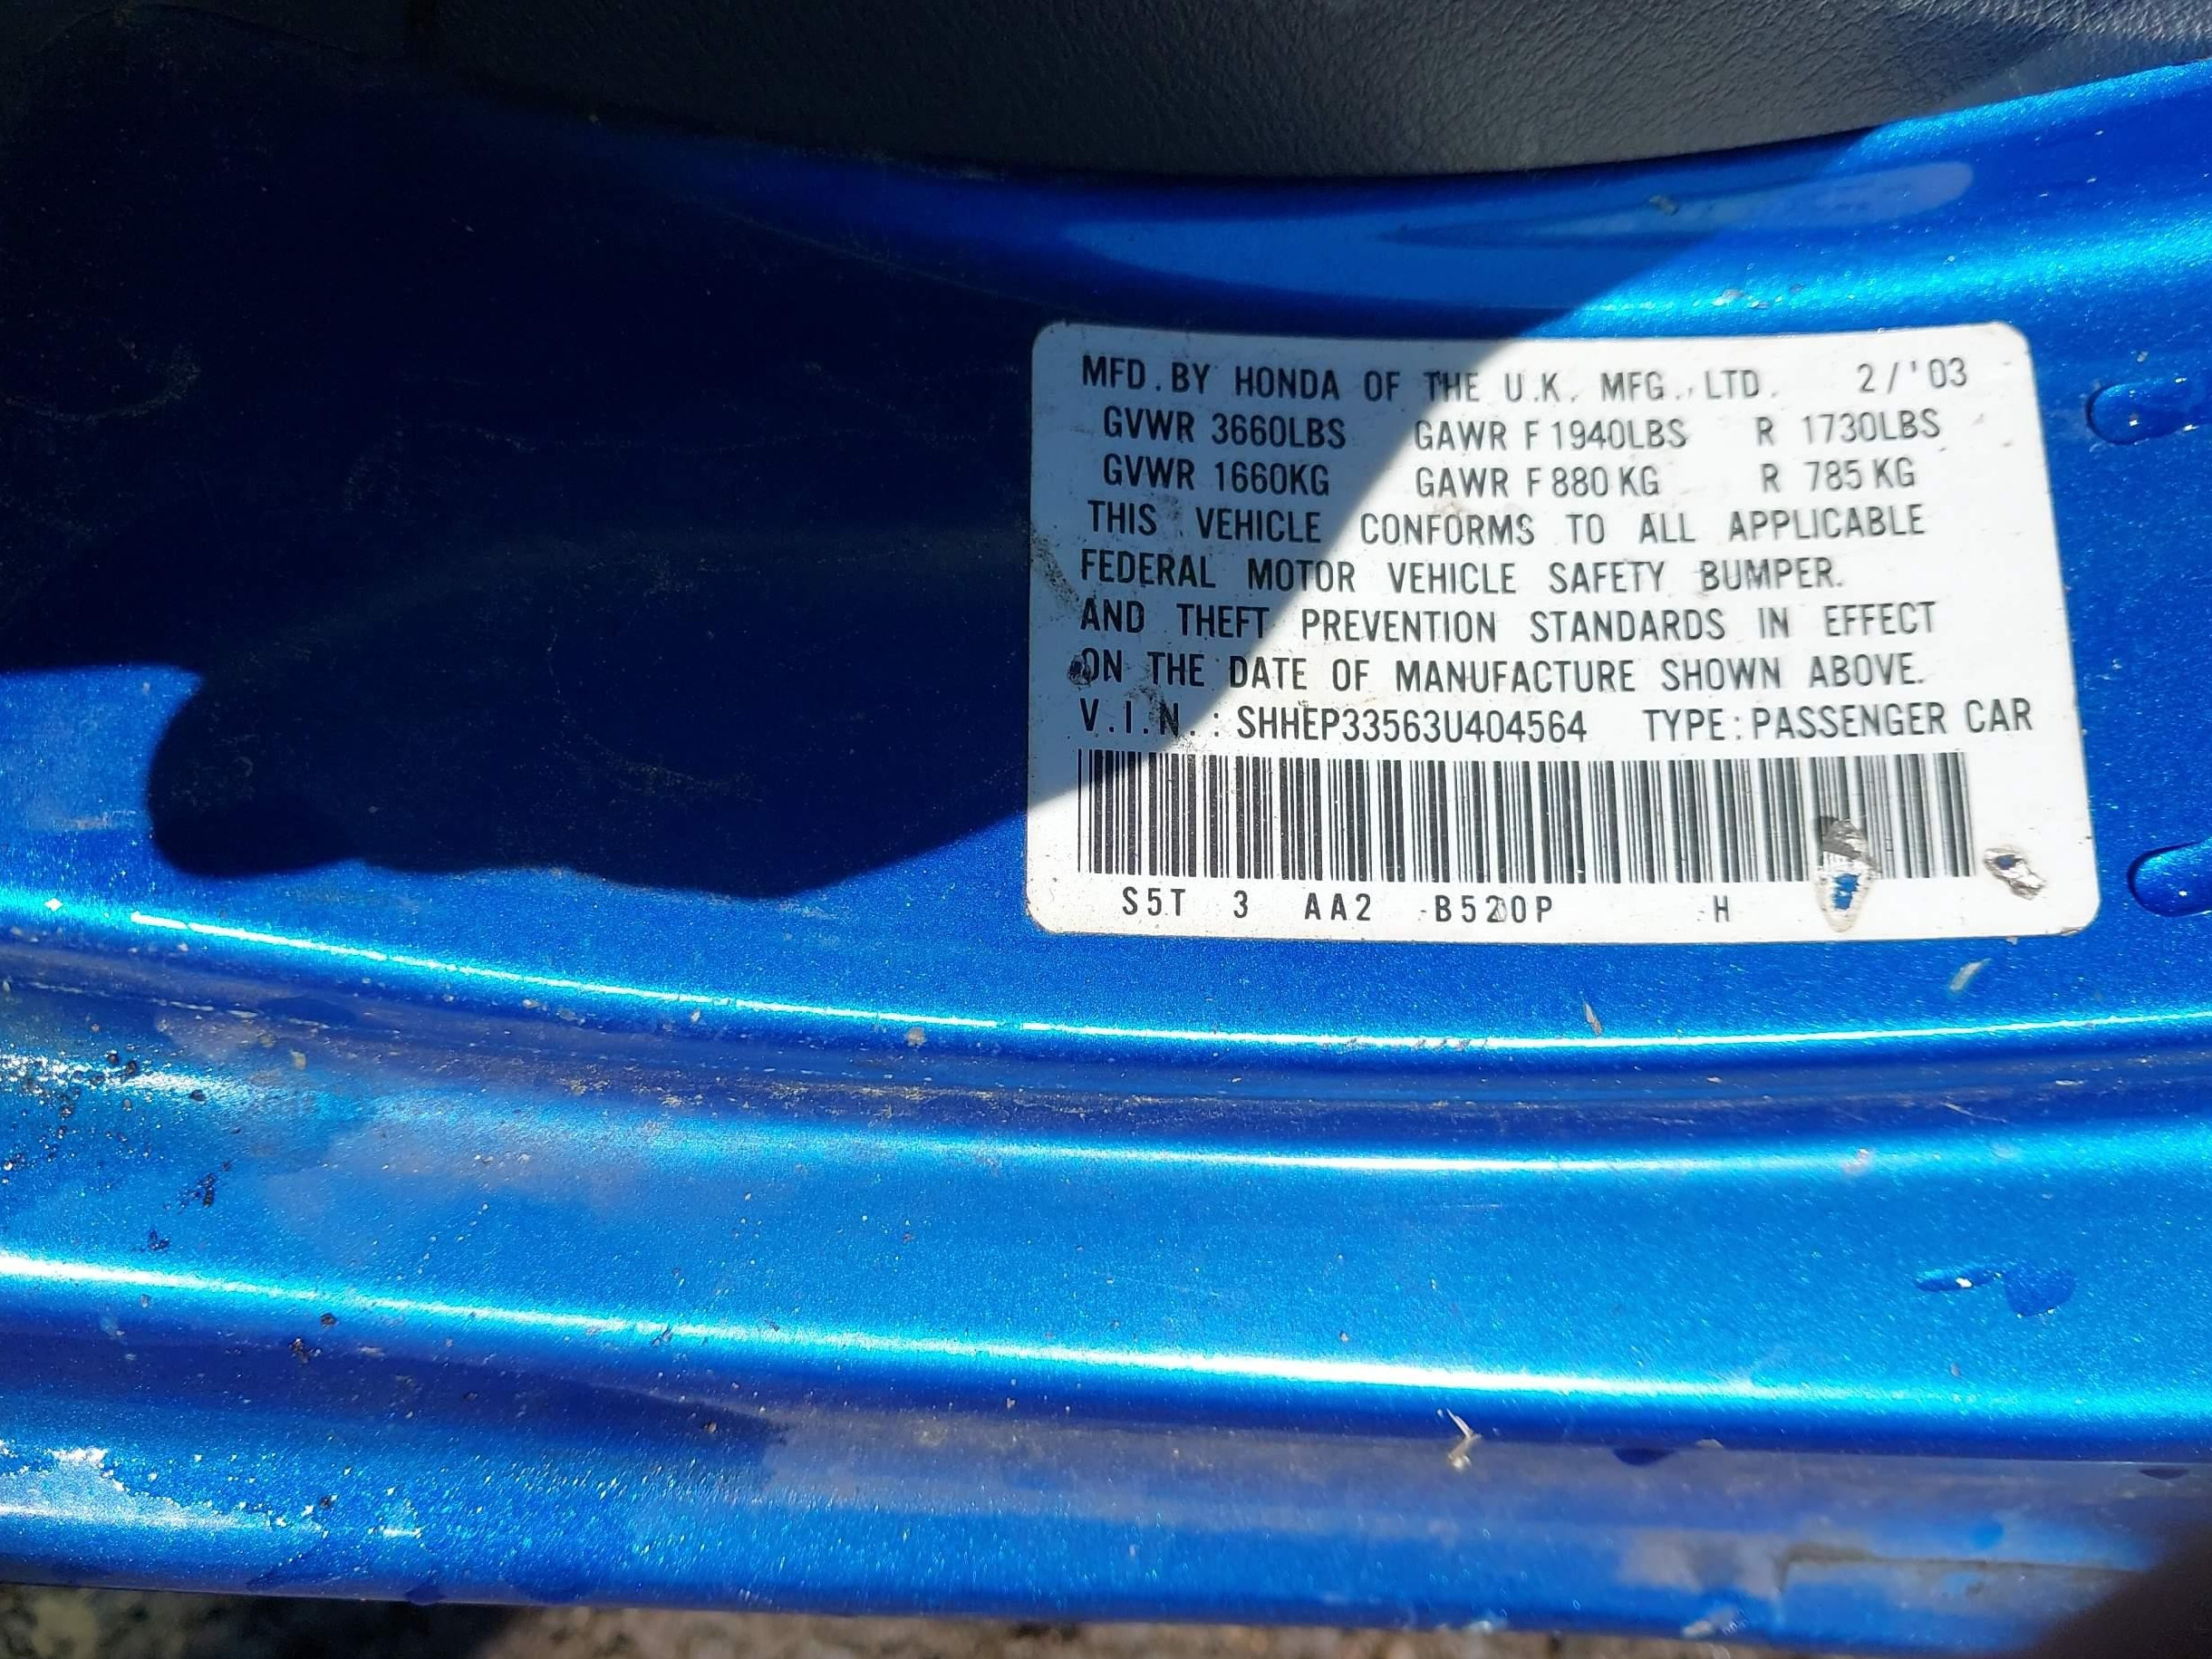 MFD.BY HONDA OF THE U.K. MFG.,LTD. 2/'03
GVWR 3660LBS GAWR F 1940LBS R 1730LBS
GVWR 1660KG GAWR F 880 KG R 785 KG
THIS VEHICLE CONFORMS TO ALL APPLICABLE
FEDERAL MOTOR VEHICLE SAFETY BUMPER.
AND THEFT PREVENTION STANDARDS IN EFFECT
ON THE DATE OF MANUFACTURE SHOWN ABOVE.
V.I.N.: SHHEP33563U404564 TYPE:PASSENGER CAR
S5T 3 AA2 B520P H